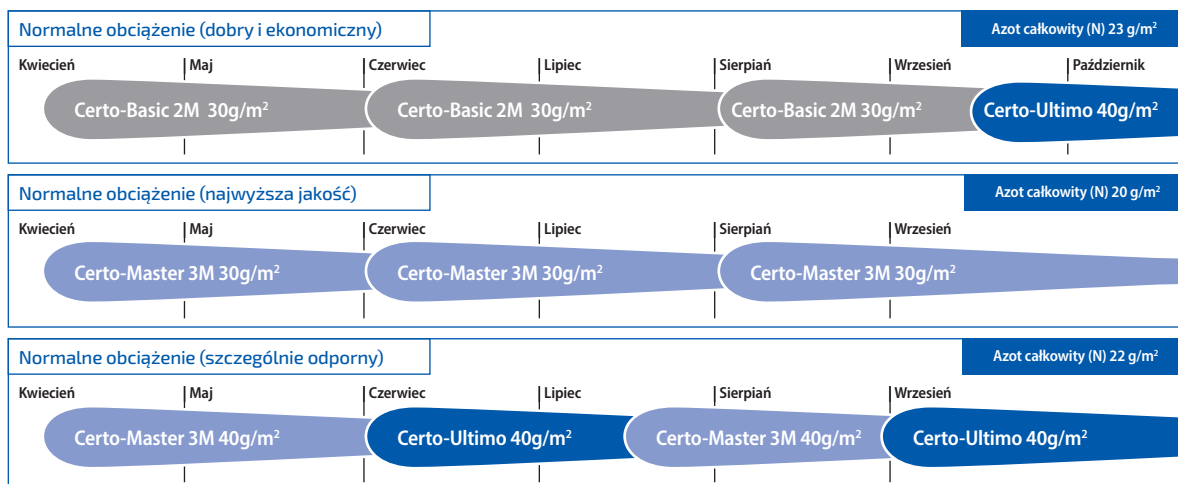 Normalne obciążenie (dobry i ekonomiczny)
Azot całkowity (N) 23 g/m²
Kwiecień Maj Czerwiec Lipiec Sierpiań Wrzesień Październik
Certo-Basic 2M 30g/m² Certo-Basic 2M 30g/m² Certo-Basic 2M 30g/m² Certo-Ultimo 40g/m²
Normalne obciążenie (najwyższa jakość)
Azot całkowity (N) 20 g/m²
Kwiecień Maj Czerwiec Lipiec Sierpiań Wrzesień
Certo-Master 3M 30g/m² Certo-Master 3M 30g/m² Certo-Master 3M 30g/m²
Normalne obciążenie (szczególnie odporny)
Azot całkowity (N) 22 g/m²
Kwiecień Maj Czerwiec Lipiec Sierpiań Wrzesień
Certo-Master 3M 40g/m² Certo-Ultimo 40g/m² Certo-Master 3M 40g/m² Certo-Ultimo 40g/m²